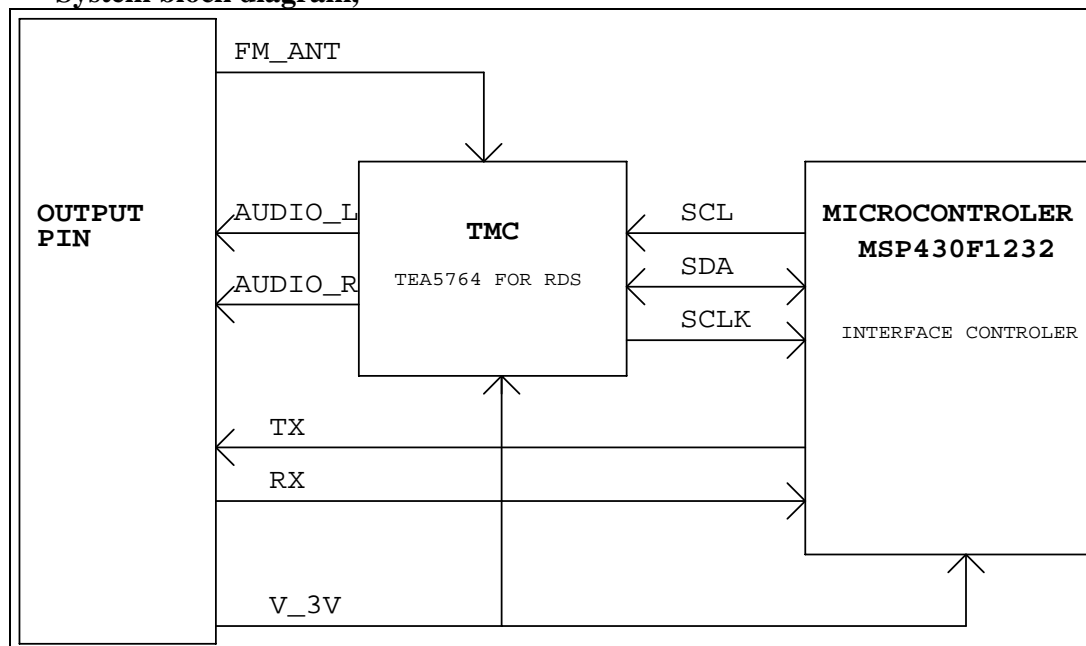 System block diagram,
FM_ANT
OUTPUT
PIN
AUDIO_L
AUDIO_R
TMC
TEA5764 FOR RDS
SCL
SDA
SCLK
MICROCONTROLER
MSP430F1232
INTERFACE CONTROLER
TX
RX
V_3V